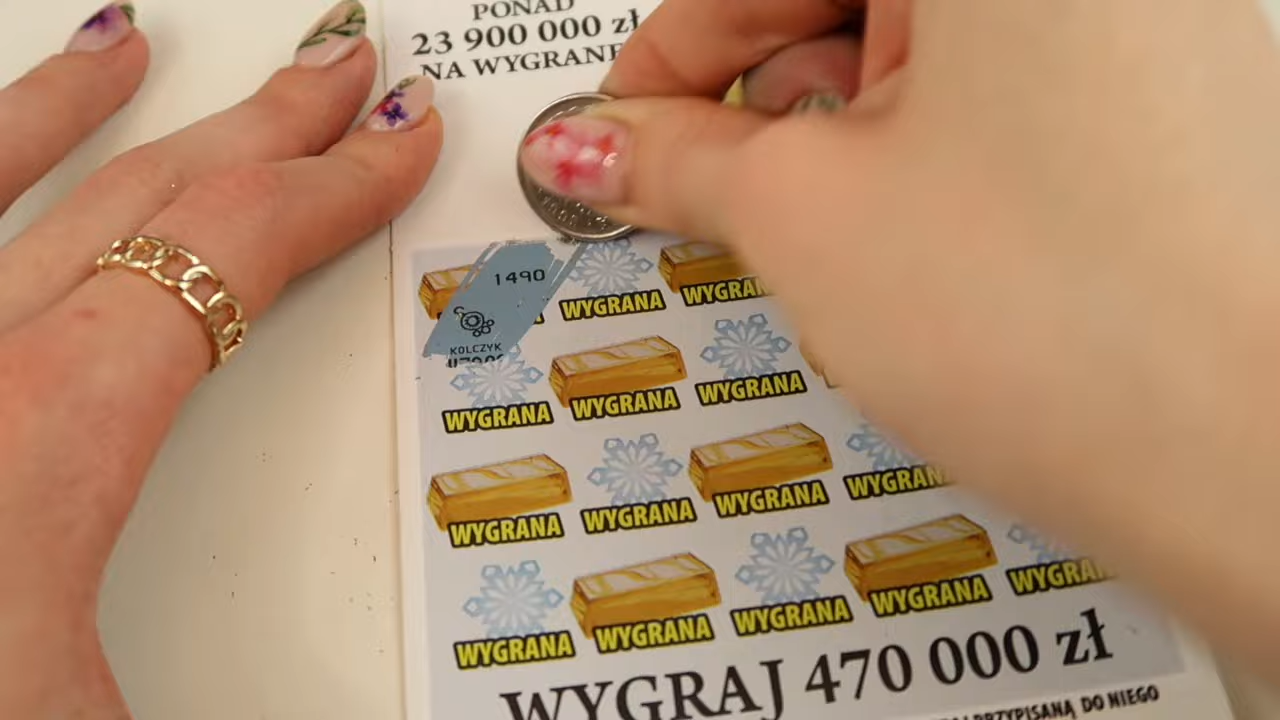 PONAD
23 900 000 zł
NA WYGRANE
1490
KOLCZYK
WYGRANA WYGRANA
WYGRANA WYGRANA WYGRANA
WYGRANA WYGRANA WYGRANA WYGRANA
WYGRANA WYGRANA WYGRANA WYGRANA WYGRANA
WYGRAJ 470 000 zł
PRZYPISANĄ DO NIEGO